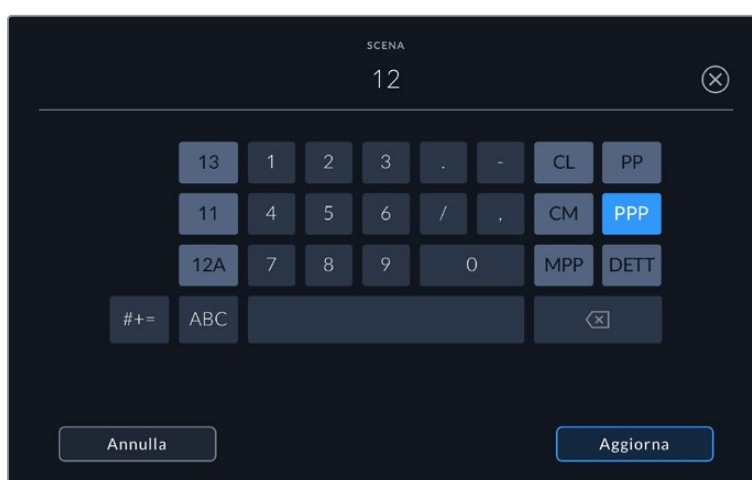 SCENA
12
13 1 2 3 . - CL PP
11 4 5 6 / , CM PPP
12A 7 8 9 0 MPP DETT
#+= ABC
Annulla Aggiorna